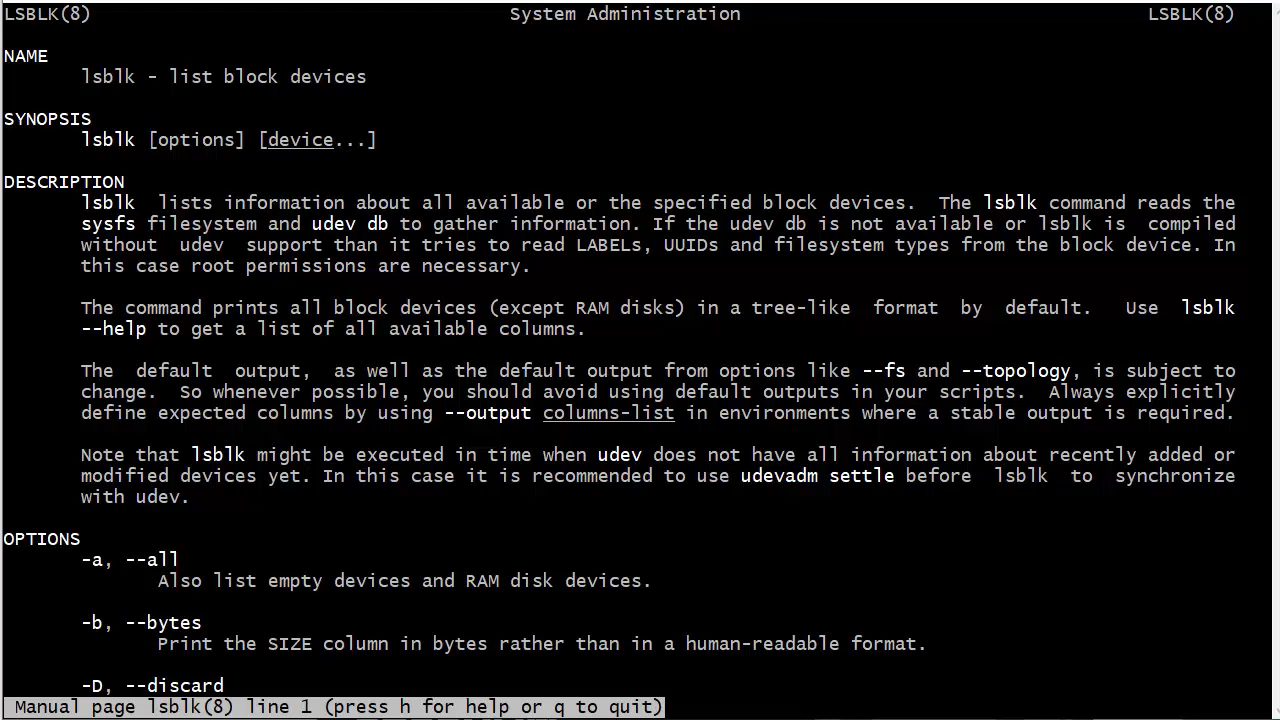 LSBLK(8) System Administration LSBLK(8)
NAME
lsblk - list block devices
SYNOPSIS
lsblk [options] [device...]
DESCRIPTION
lsblk lists information about all available or the specified block devices. The lsblk command reads the
sysfs filesystem and udev db to gather information. If the udev db is not available or lsblk is compiled
without udev support than it tries to read LABELs, UUIDs and filesystem types from the block device. In
this case root permissions are necessary.
The command prints all block devices (except RAM disks) in a tree-like format by default. Use lsblk
--help to get a list of all available columns.
The default output, as well as the default output from options like --fs and --topology, is subject to
change. So whenever possible, you should avoid using default outputs in your scripts. Always explicitly
define expected columns by using --output columns-list in environments where a stable output is required.
Note that lsblk might be executed in time when udev does not have all information about recently added or
modified devices yet. In this case it is recommended to use udevadm settle before lsblk to synchronize
with udev.
OPTIONS
-a, --all
Also list empty devices and RAM disk devices.
-b, --bytes
Print the SIZE column in bytes rather than in a human-readable format.
-D, --discard
Manual page lsblk(8) line 1 (press h for help or q to quit)